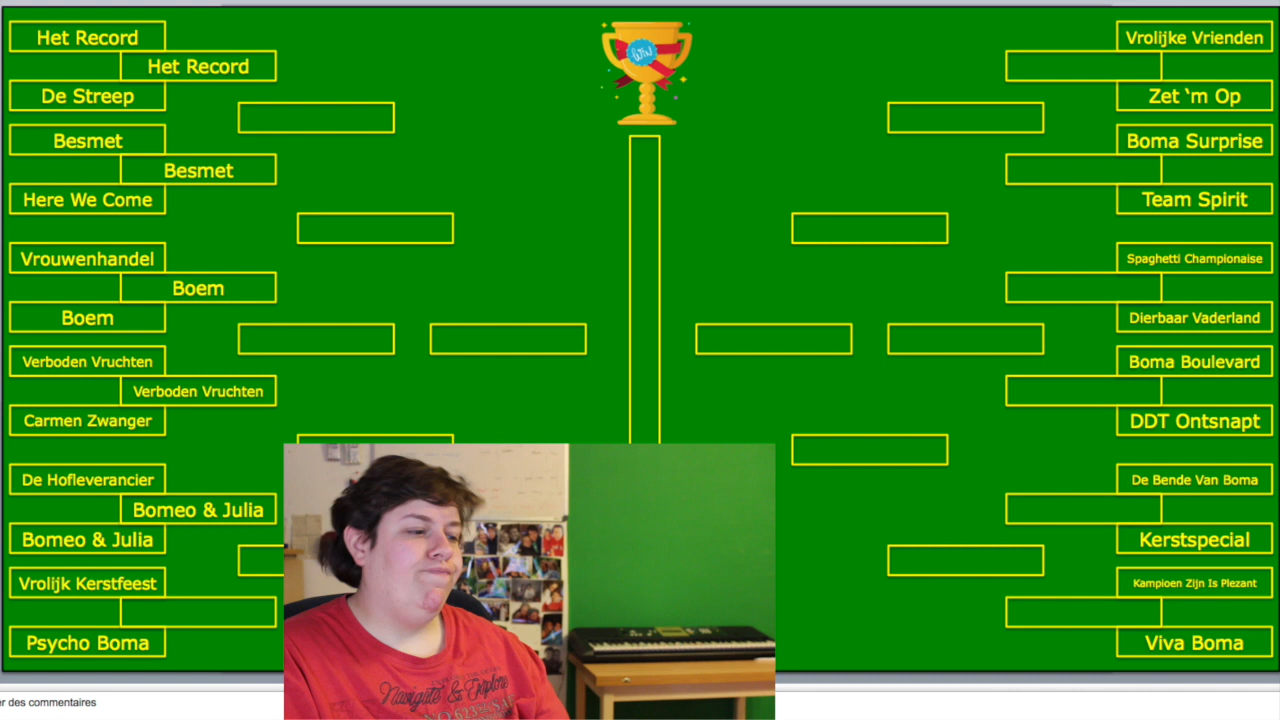 Het Record
Het Record
De Streep
Besmet
Besmet
Here We Come
Vrouwenhandel
Boem
Boem
Verboden Vruchten
Verboden Vruchten
Carmen Zwanger
De Hofleverancier
Bomeo & Julia
Bomeo & Julia
Vrolijk Kerstfeest
Psycho Boma
WIN
Vrolijke Vrienden
Zet ‘m Op
Boma Surprise
Team Spirit
Spaghetti Championaise
Dierbaar Vaderland
Boma Boulevard
DDT Ontsnapt
De Bende Van Boma
Kerstspecial
Kampioen Zijn Is Plezant
Viva Boma
Navigate & Explore
er des commentaires